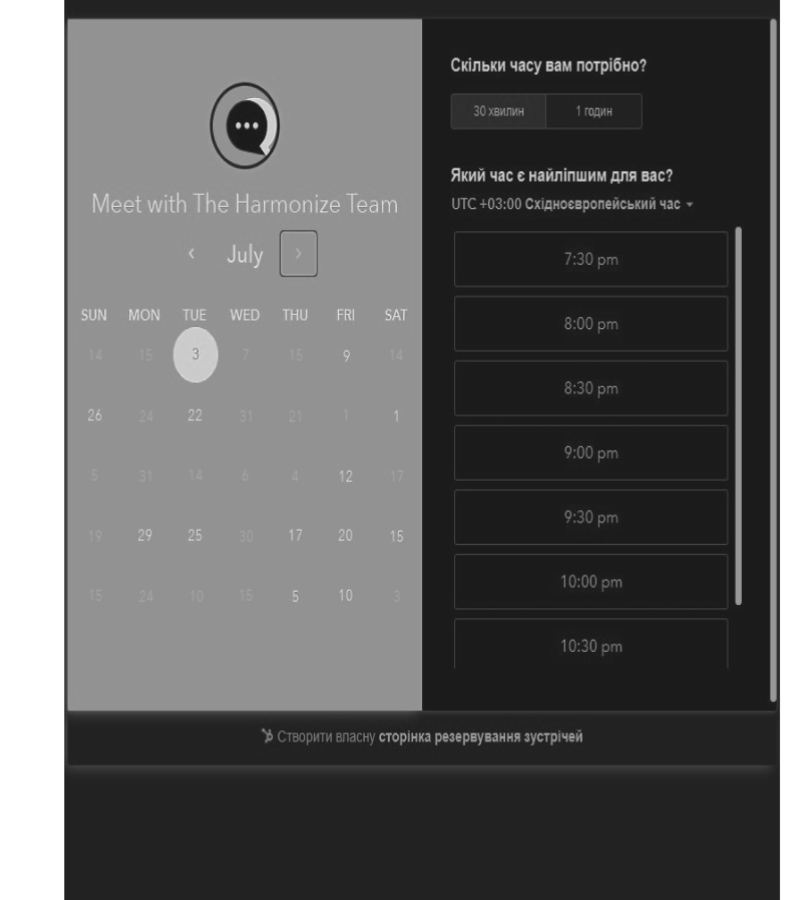 Meet with The Harmonize Team
July
SUN MON TUE WED THU FRI SAT
14 15 3 7 15 9 14
26 24 22 31 21 1 1
5 31 14 6 4 12 17
19 29 25 30 17 20 15
15 24 10 15 5 10 3
Скільки часу вам потрібно?
30 хвилин 1 годин
Який час є найліпшим для вас?
UTC +03:00 Східноєвропейський час
7:30 pm
8:00 pm
8:30 pm
9:00 pm
9:30 pm
10:00 pm
10:30 pm
Створити власну сторінка резервування зустрічей